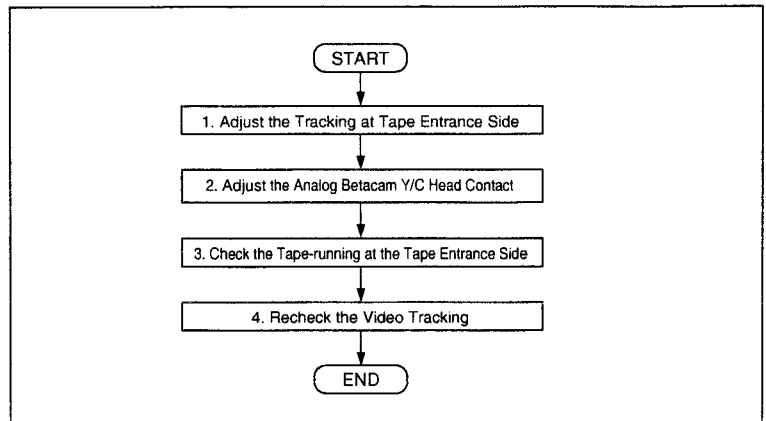 START
1. Adjust the Tracking at Tape Entrance Side
2. Adjust the Analog Betacam Y/C Head Contact
3. Check the Tape-running at the Tape Entrance Side
4. Recheck the Video Tracking
END